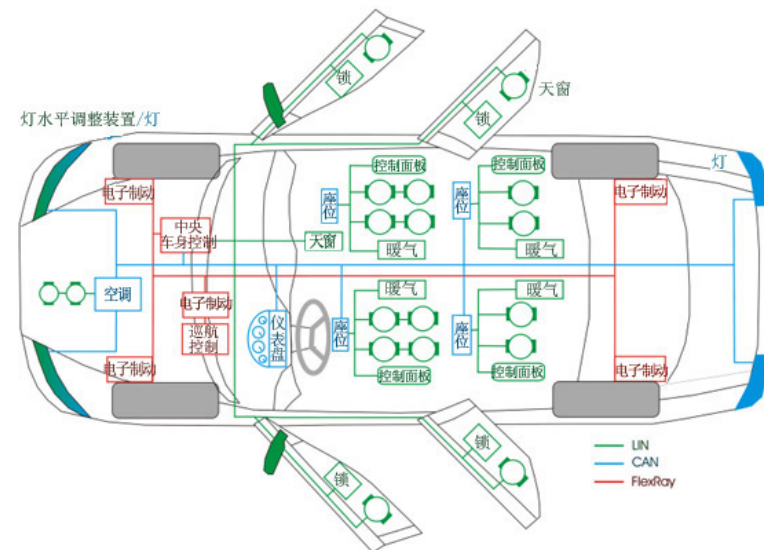 锁
锁
天窗
灯水平调整装置/灯
灯
控制面板
控制面板
电子制动
座位
座位
电子制动
中央
车身控制
天窗
暖气
暖气
空调
电子制动
巡航
控制
仪表盘
座位
暖气
座位
暖气
电子制动
控制面板
控制面板
电子制动
锁
锁
LIN
CAN
FlexRay